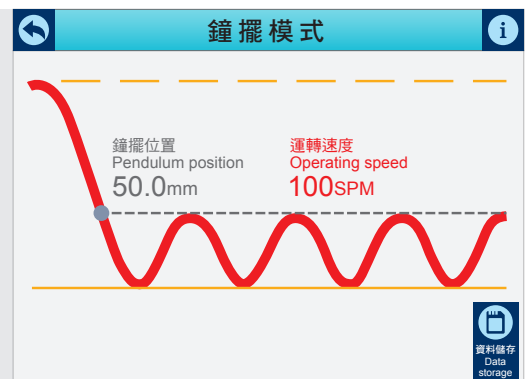 鐘擺模式
i
鐘擺位置
Pendulum position
50.0mm
運轉速度
Operating speed
100SPM
資料儲存
Data
storage